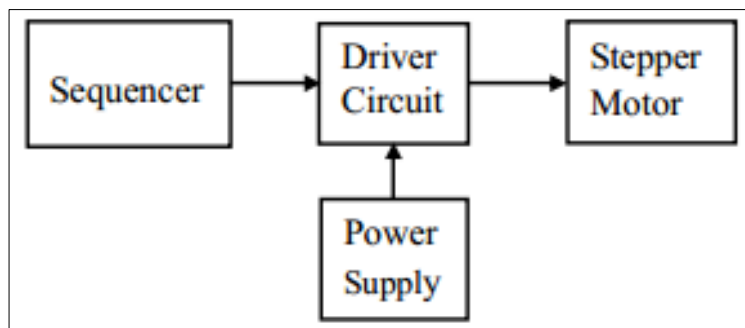 Sequencer
Driver
Circuit
Stepper
Motor
Power
Supply